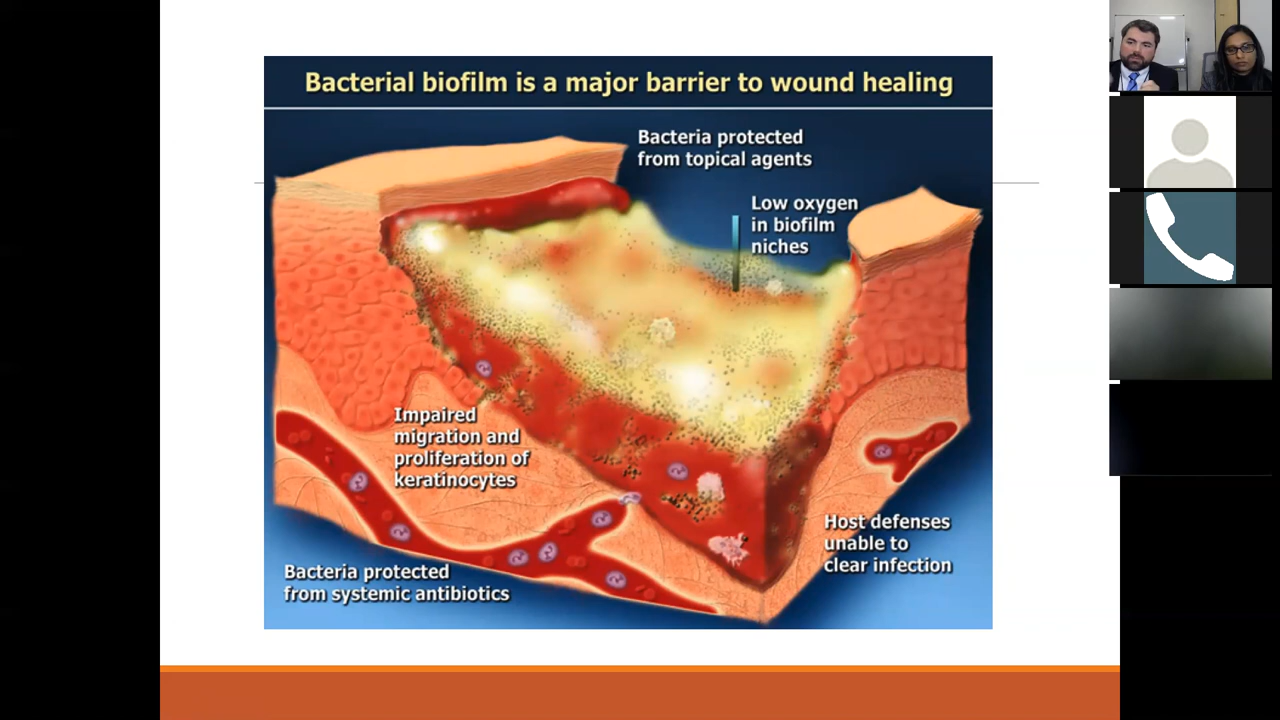 Bacterial biofilm is a major barrier to wound healing
Bacteria protected
from topical agents
Low oxygen
in biofilm
niches
Impaired
migration and
proliferation of
keratinocytes
Host defenses
unable to
clear infection
Bacteria protected
from systemic antibiotics